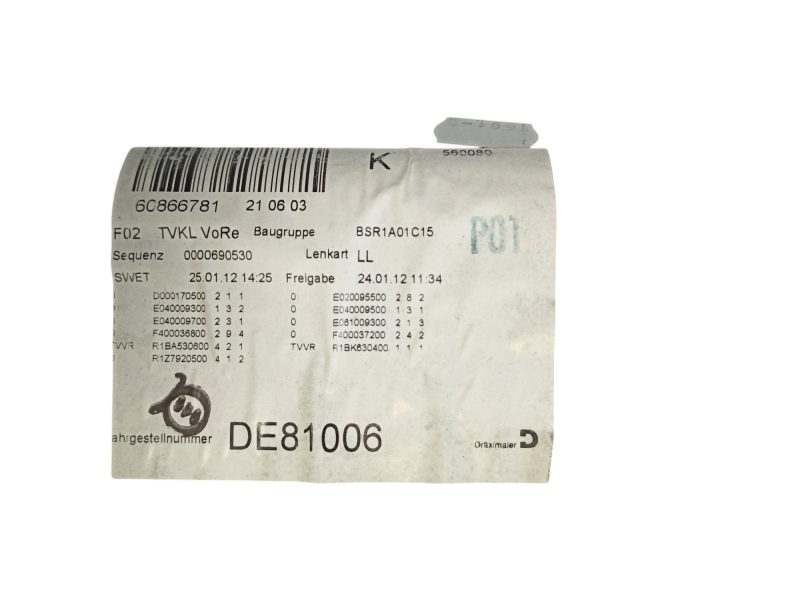 K 560080
60866781 21 06 03
F02 TVKL VoRe Baugruppe BSR1A01C15 P01
Sequenz 0000690530 Lenkart LL
SWET 25.01.12 14:25 Freigabe 24.01.12 11:34
D000170500 2 1 1 0 E020095500 2 8 2
E040009300 1 3 2 0 E040009500 1 3 1
E040009700 2 3 1 0 E061009300 2 1 3
F400036800 2 9 4 0 F400037200 2 4 2
TVVR R1BA530600 4 2 1 TVVR R1BK630400 1 1 1
R1Z7920500 4 1 2
ahrgestellnummer DE81006 Dräxlmaier D